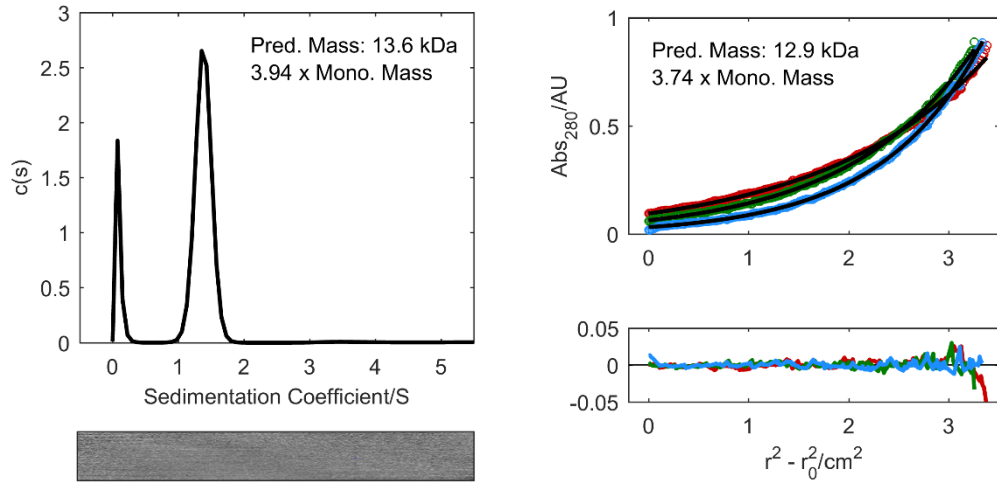 3
2.5
2
1.5
1
0.5
0
c(s)
Pred. Mass: 13.6 kDa
3.94 x Mono. Mass
0 1 2 3 4 5
Sedimentation Coefficient/S
1
0.5
0
Abs280/AU
Pred. Mass: 12.9 kDa
3.74 x Mono. Mass
0 1 2 3
0.05
0
-0.05
0 1 2 3
r² - r₀²/cm²